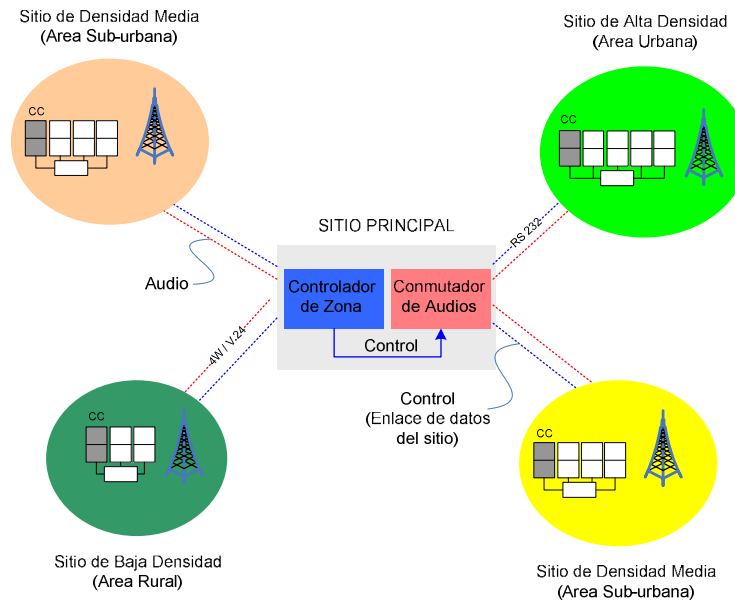 Sitio de Densidad Media
(Area Sub-urbana)
CC
Sitio de Alta Densidad
(Area Urbana)
CC
SITIO PRINCIPAL
RS 232
Audio
Controlador
de Zona
Conmutador
de Audios
Control
4W / V.24
Control
(Enlace de datos
del sitio)
CC
Sitio de Baja Densidad
(Area Rural)
CC
Sitio de Densidad Media
(Area Sub-urbana)